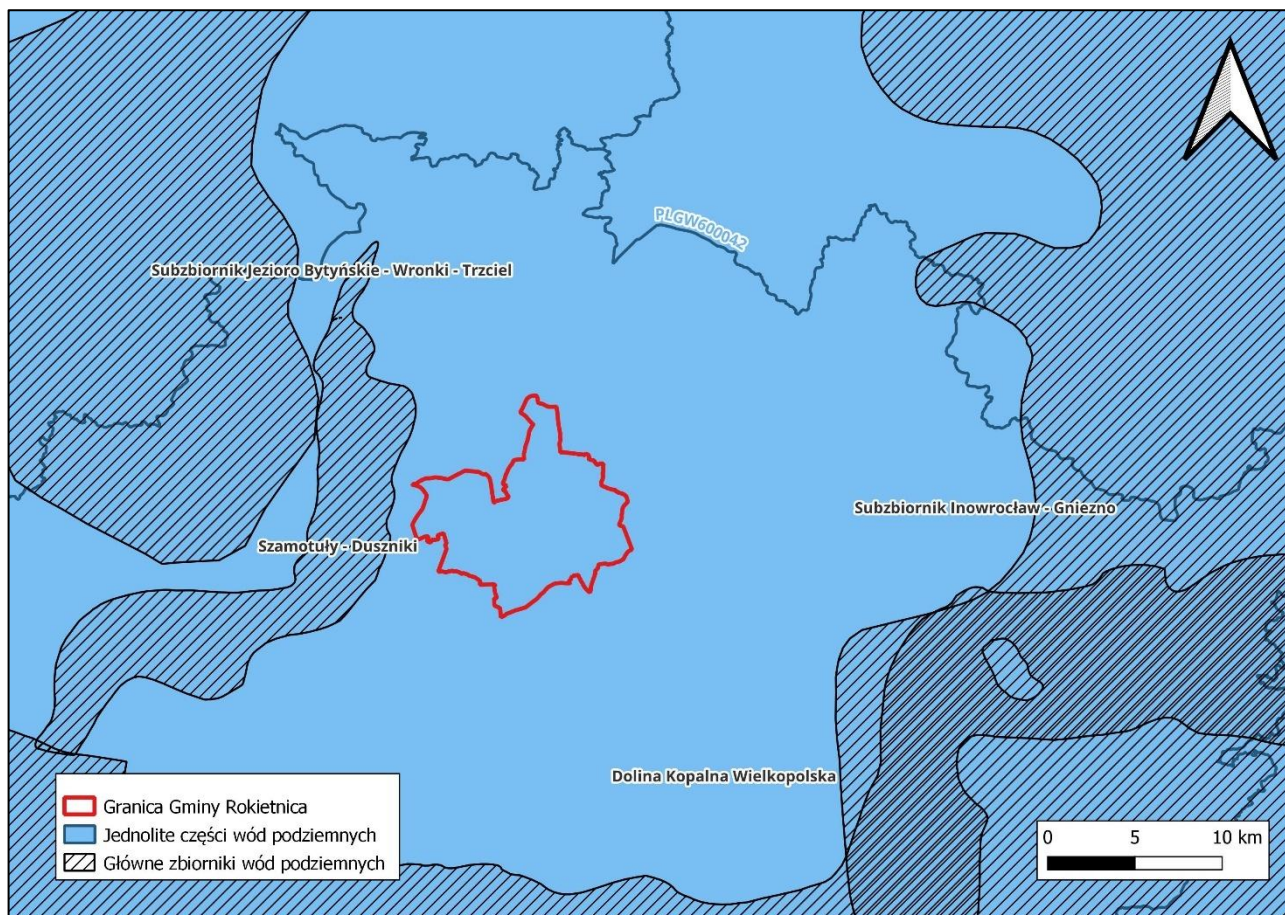 PLGW600042
Subzbiornik Jezioro Bytyńskie - Wronki - Trzciel
Subzbiornik Inowrocław - Gniezno
Szamotuły - Duszniki
Dolina Kopalna Wielkopolska
Granica Gminy Rokietnica
Jednolite części wód podziemnych
Główne zbiorniki wód podziemnych
0 5 10 km